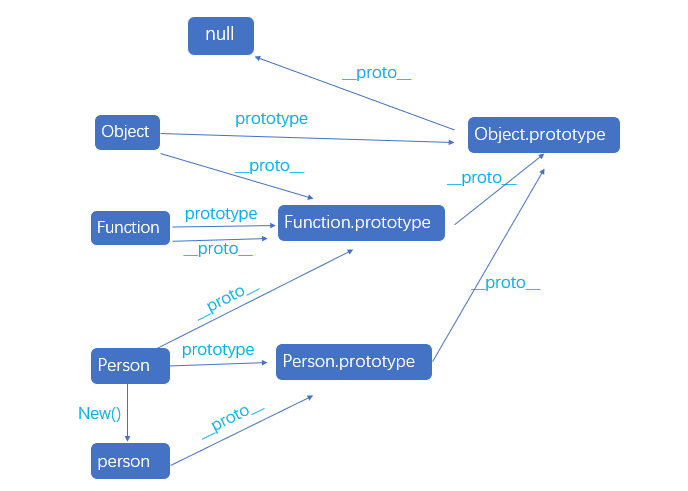 null
__proto__
Object
prototype
Object.prototype
__proto__
__proto__
Function
prototype
Function.prototype
__proto__
__proto__
__proto__
Person
prototype
Person.prototype
New()
__proto__
person